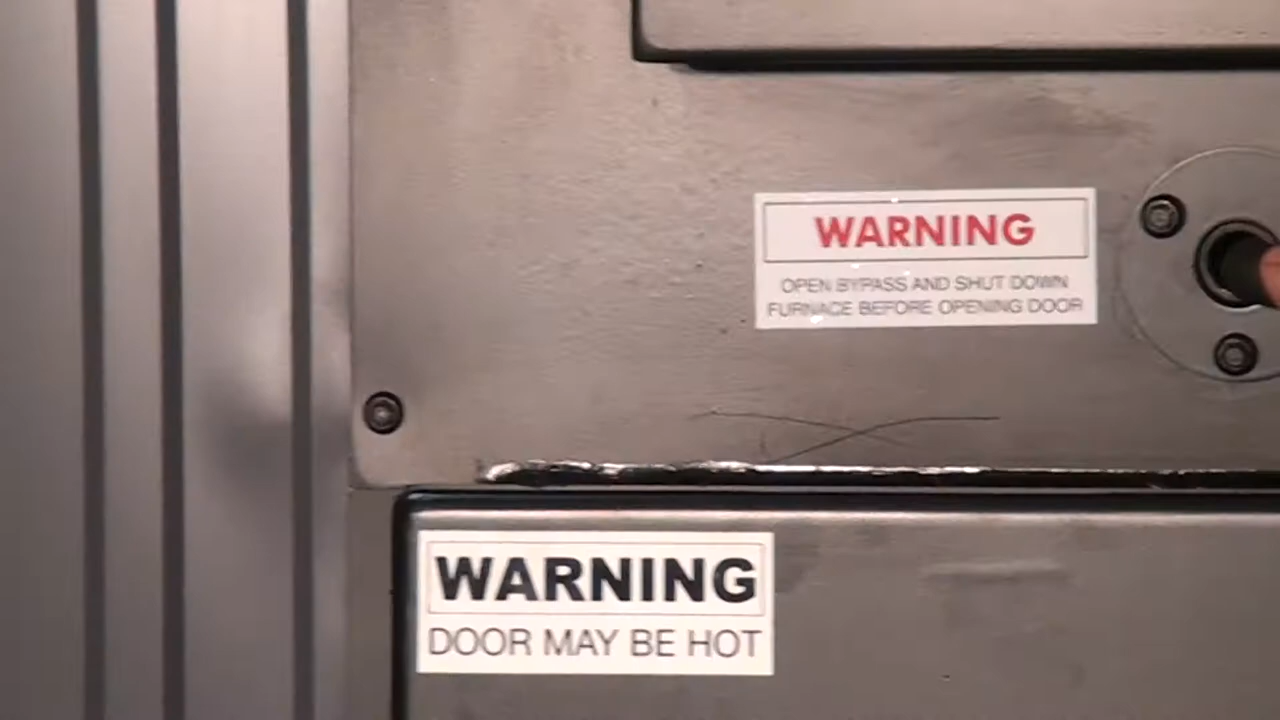 WARNING
OPEN BYPASS AND SHUT DOWN
FURNACE BEFORE OPENING DOOR
WARNING
DOOR MAY BE HOT